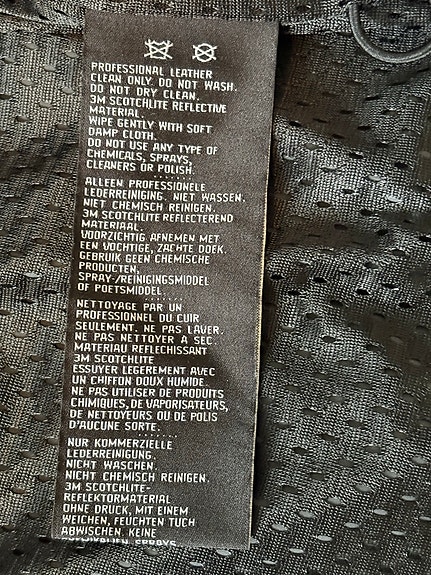 PROFESSIONAL LEATHER
CLEAN ONLY. DO NOT WASH.
DO NOT DRY CLEAN.
3M SCOTCHLITE REFLECTIVE
MATERIAL.
WIPE GENTLY WITH SOFT
DAMP CLOTH.
DO NOT USE ANY TYPE OF
CHEMICALS, SPRAYS,
CLEANERS OR POLISH.
.......
ALLEEN PROFESSIONELE
LEDERREINIGING. NIET WASSEN.
NIET CHEMISCH REINIGEN.
3M SCOTCHLITE REFLECTEREND
MATERIAAL.
VOORZICHTIG AFNEMEN MET
EEN VOCHTIGE, ZACHTE DOEK.
GEBRUIK GEEN CHEMISCHE
PRODUCTEN,
SPRAY-/REINIGINGSMIDDEL
OF POETSMIDDEL.
.......
NETTOYAGE PAR UN
PROFESSIONNEL DU CUIR
SEULEMENT. NE PAS LAVER.
NE PAS NETTOYER A SEC.
MATERIAU REFLECHISSANT
3M SCOTCHLITE
ESSUYER LEGEREMENT AVEC
UN CHIFFON DOUX HUMIDE.
NE PAS UTILISER DE PRODUITS
CHIMIQUES, DE VAPORISATEURS,
DE NETTOYEURS OU DE POLIS
D'AUCUNE SORTE.
.......
NUR KOMMERZIELLE
LEDERREINIGUNG.
NICHT WASCHEN.
NICHT CHEMISCH REINIGEN.
3M SCOTCHLITE-
REFLEKTORMATERIAL
OHNE DRUCK, MIT EINEM
WEICHEN, FEUCHTEN TUCH
ABWISCHEN. KEINE
CHEMIKALIEN, SPRAYS,